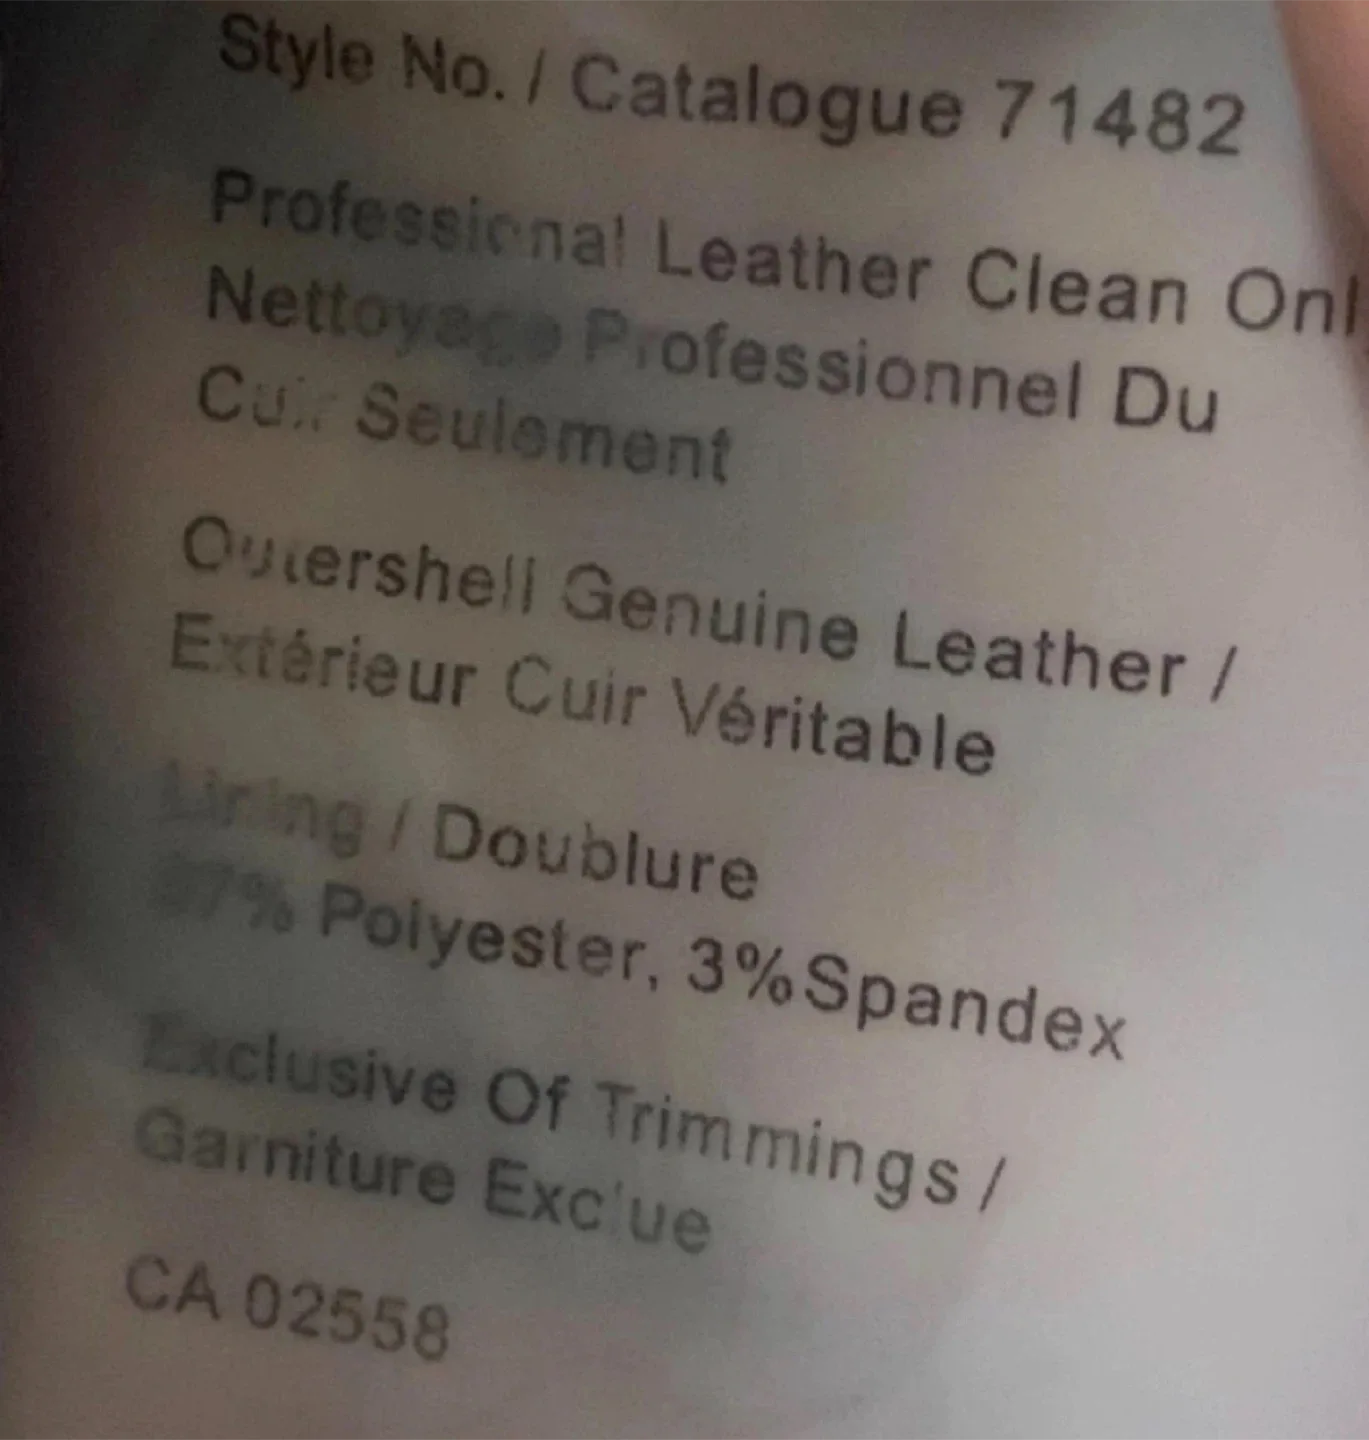 Style No. / Catalogue 71482
Professional Leather Clean Onl
Nettoyage Professionnel Du
Cuir Seulement
Outershell Genuine Leather /
Extérieur Cuir Véritable
Lining / Doublure
97% Polyester, 3%Spandex
Exclusive Of Trimmings /
Garniture Exclue
CA 02558